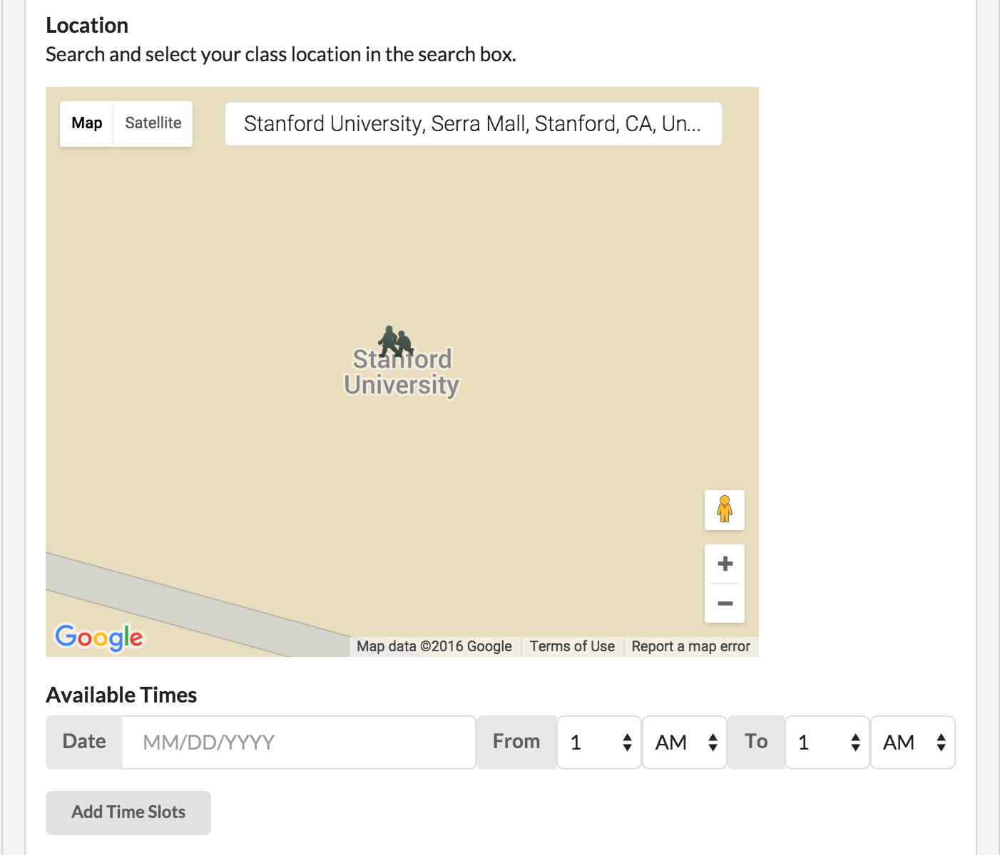 Location
Search and select your class location in the search box.
Map Satellite Stanford University, Serra Mall, Stanford, CA, Un...
Stanford
University
Google Map data ©2016 Google Terms of Use Report a map error
Available Times
Date MM/DD/YYYY From 1 AM To 1 AM
Add Time Slots